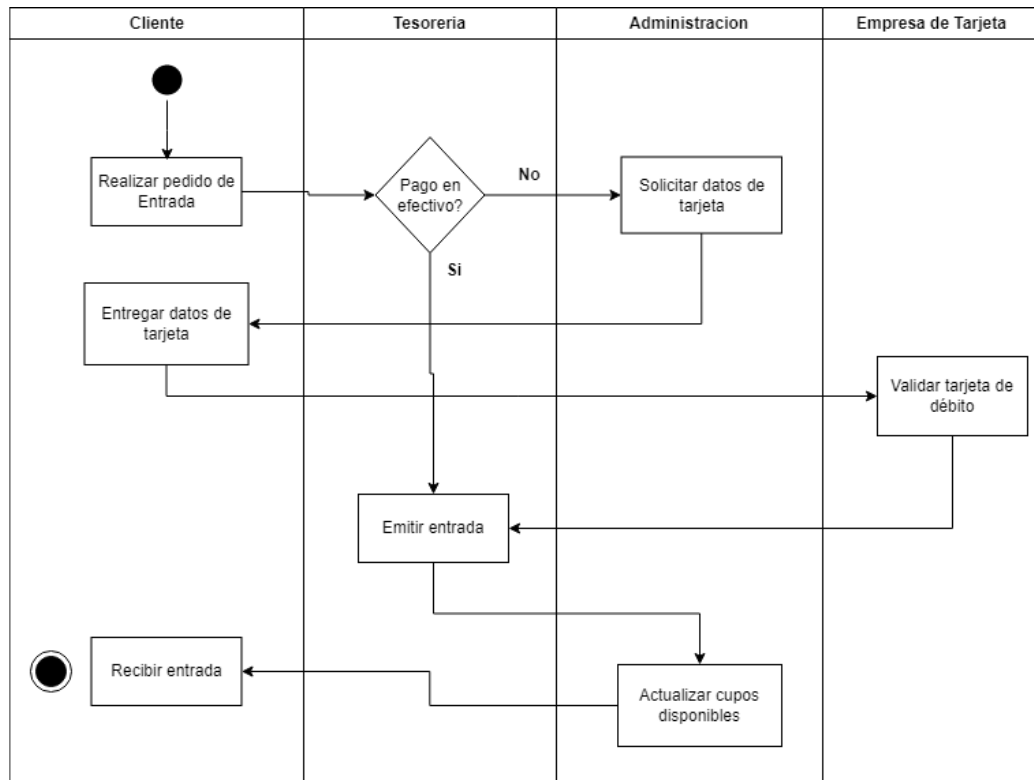 Cliente
Tesoreria
Administracion
Empresa de Tarjeta
Realizar pedido de
Entrada
Pago en
efectivo?
No
Si
Solicitar datos de
tarjeta
Entregar datos de
tarjeta
Validar tarjeta de
débito
Emitir entrada
Recibir entrada
Actualizar cupos
disponibles